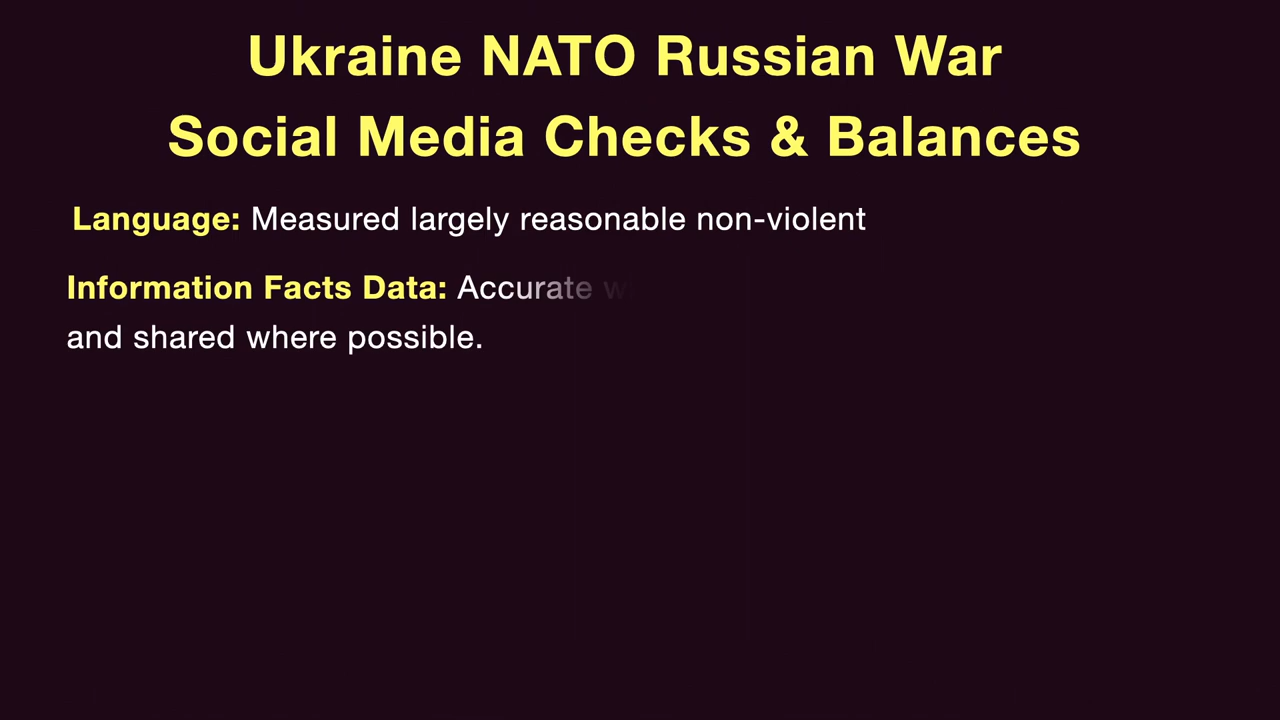 Ukraine NATO Russian War
Social Media Checks & Balances
Language: Measured largely reasonable non-violent
Information Facts Data: Accurate
and shared where possible.